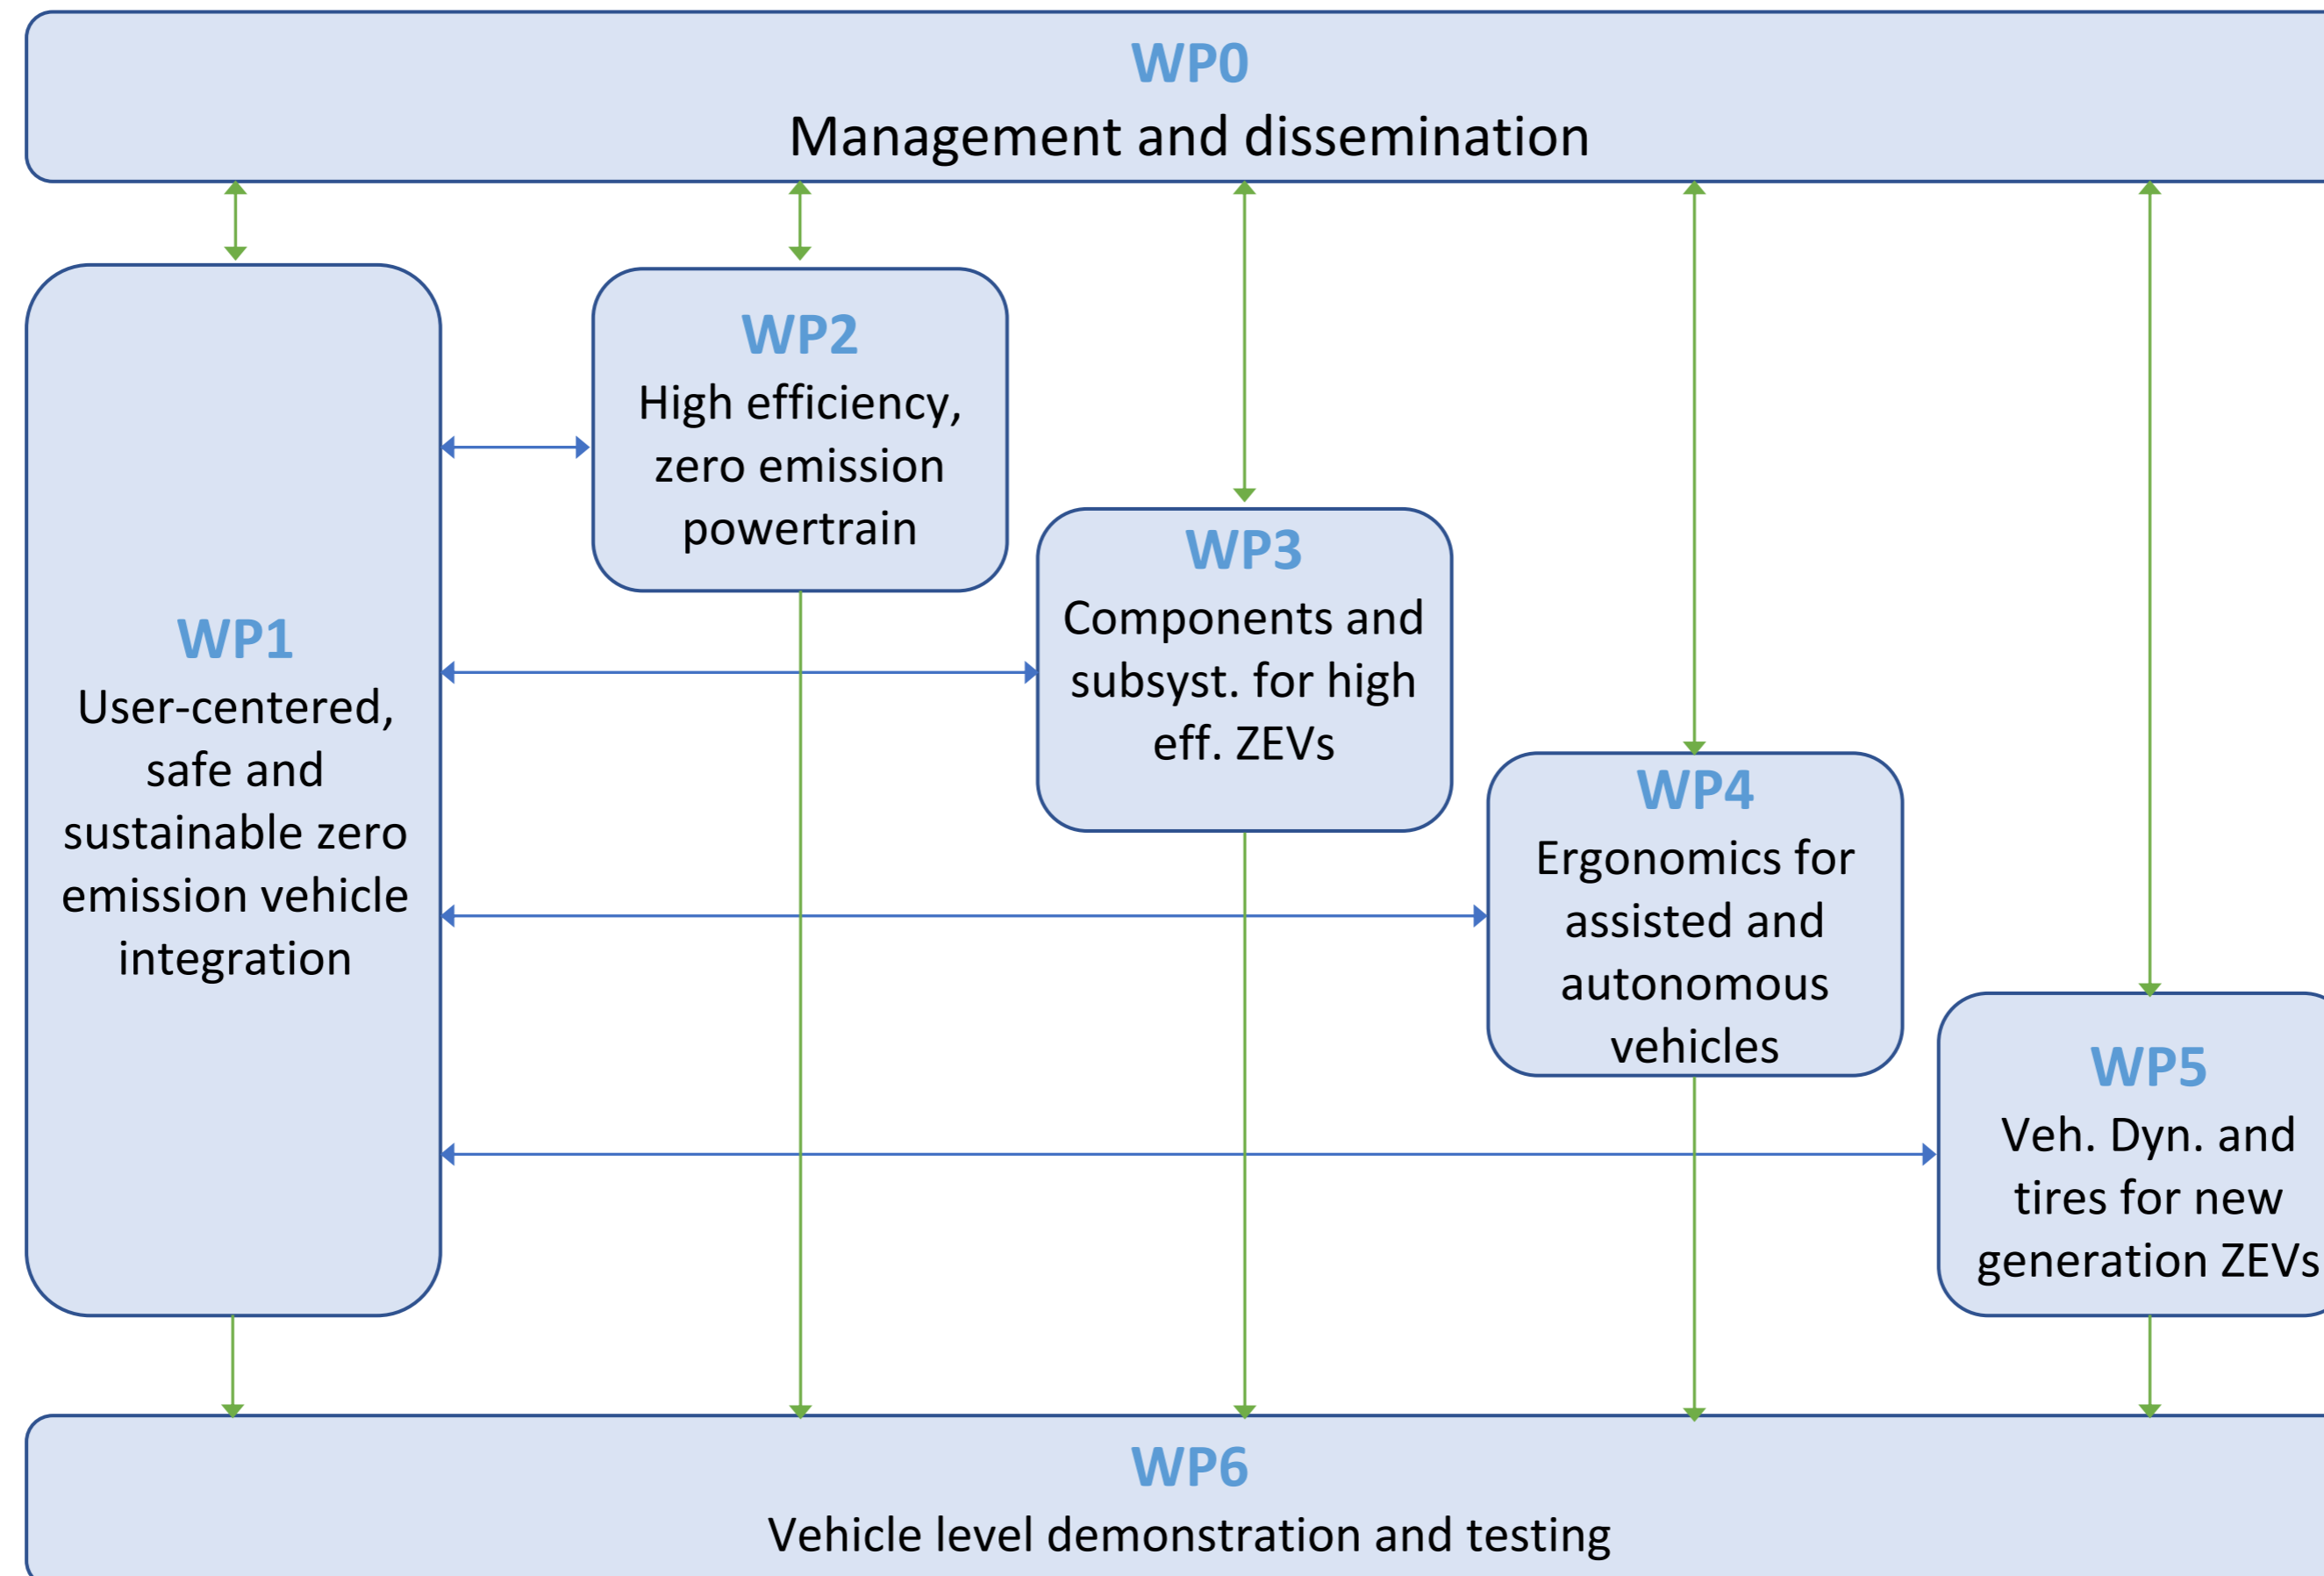 WP0
Management and dissemination
WP1
User-centered,
safe and
sustainable zero
emission vehicle
integration
WP2
High efficiency,
zero emission
powertrain
WP3
Components and
subsyst. for high
eff. ZEVs
WP4
Ergonomics for
assisted and
autonomous
vehicles
WP5
Veh. Dyn. and
tires for new
generation ZEVs
WP6
Vehicle level demonstration and testing